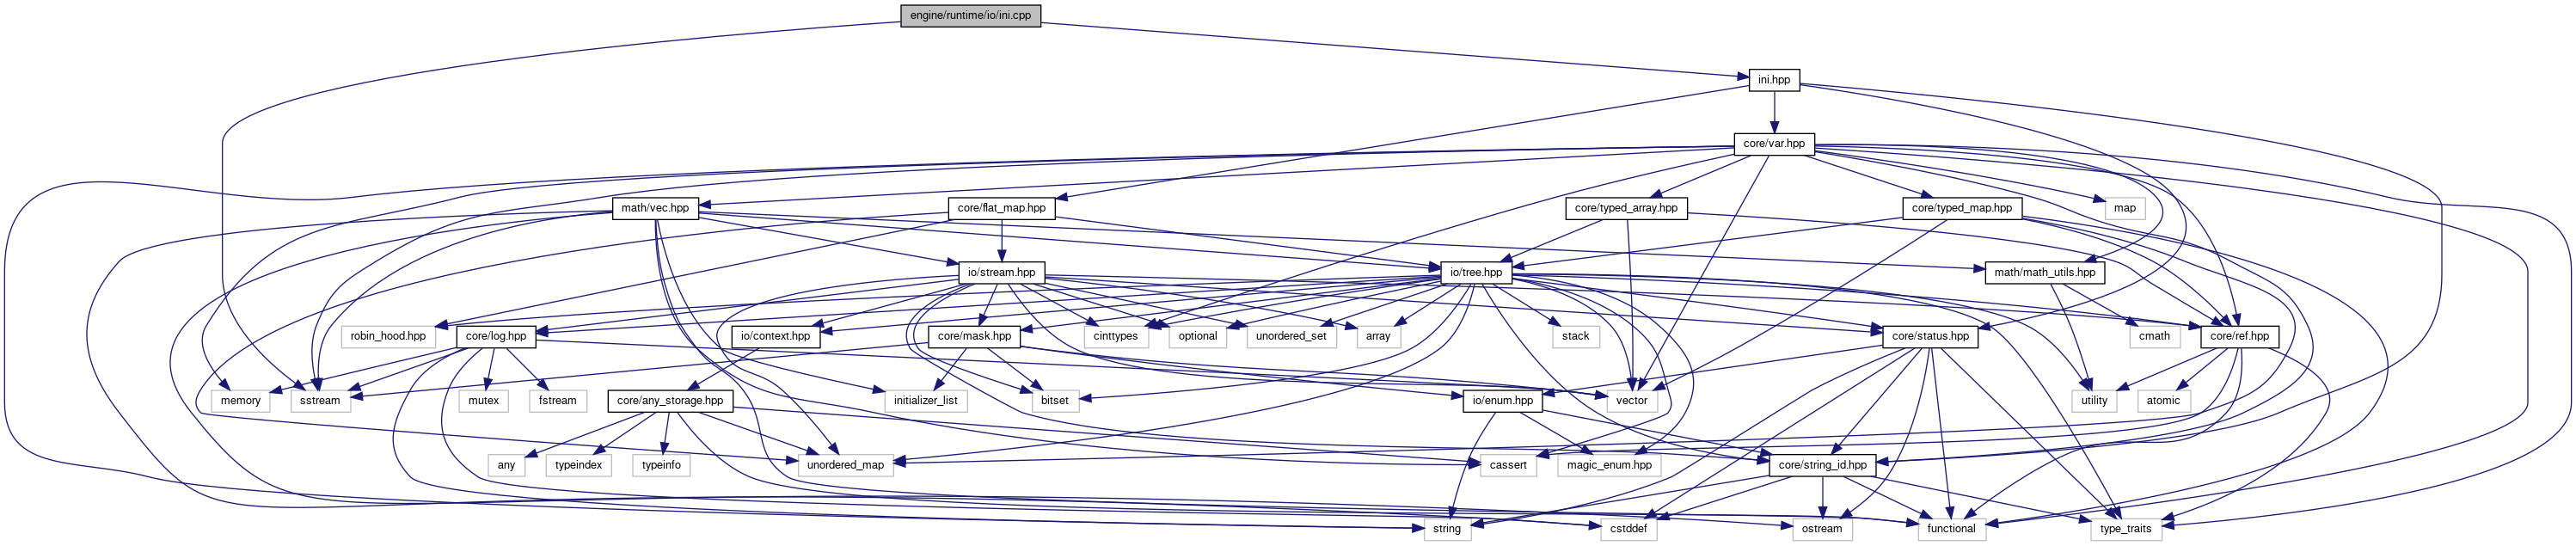 engine/runtime/io/ini.cpp
ini.hpp
core/var.hpp
math/vec.hpp
core/flat_map.hpp
core/typed_array.hpp
core/typed_map.hpp
map
io/stream.hpp
io/tree.hpp
math/math_utils.hpp
robin_hood.hpp
core/log.hpp
io/context.hpp
core/mask.hpp
cinttypes
optional
unordered_set
array
stack
core/status.hpp
cmath
core/ref.hpp
memory
sstream
mutex
fstream
core/any_storage.hpp
initializer_list
bitset
io/enum.hpp
vector
utility
atomic
any
typeindex
typeinfo
unordered_map
cassert
magic_enum.hpp
core/string_id.hpp
string
cstddef
ostream
functional
type_traits